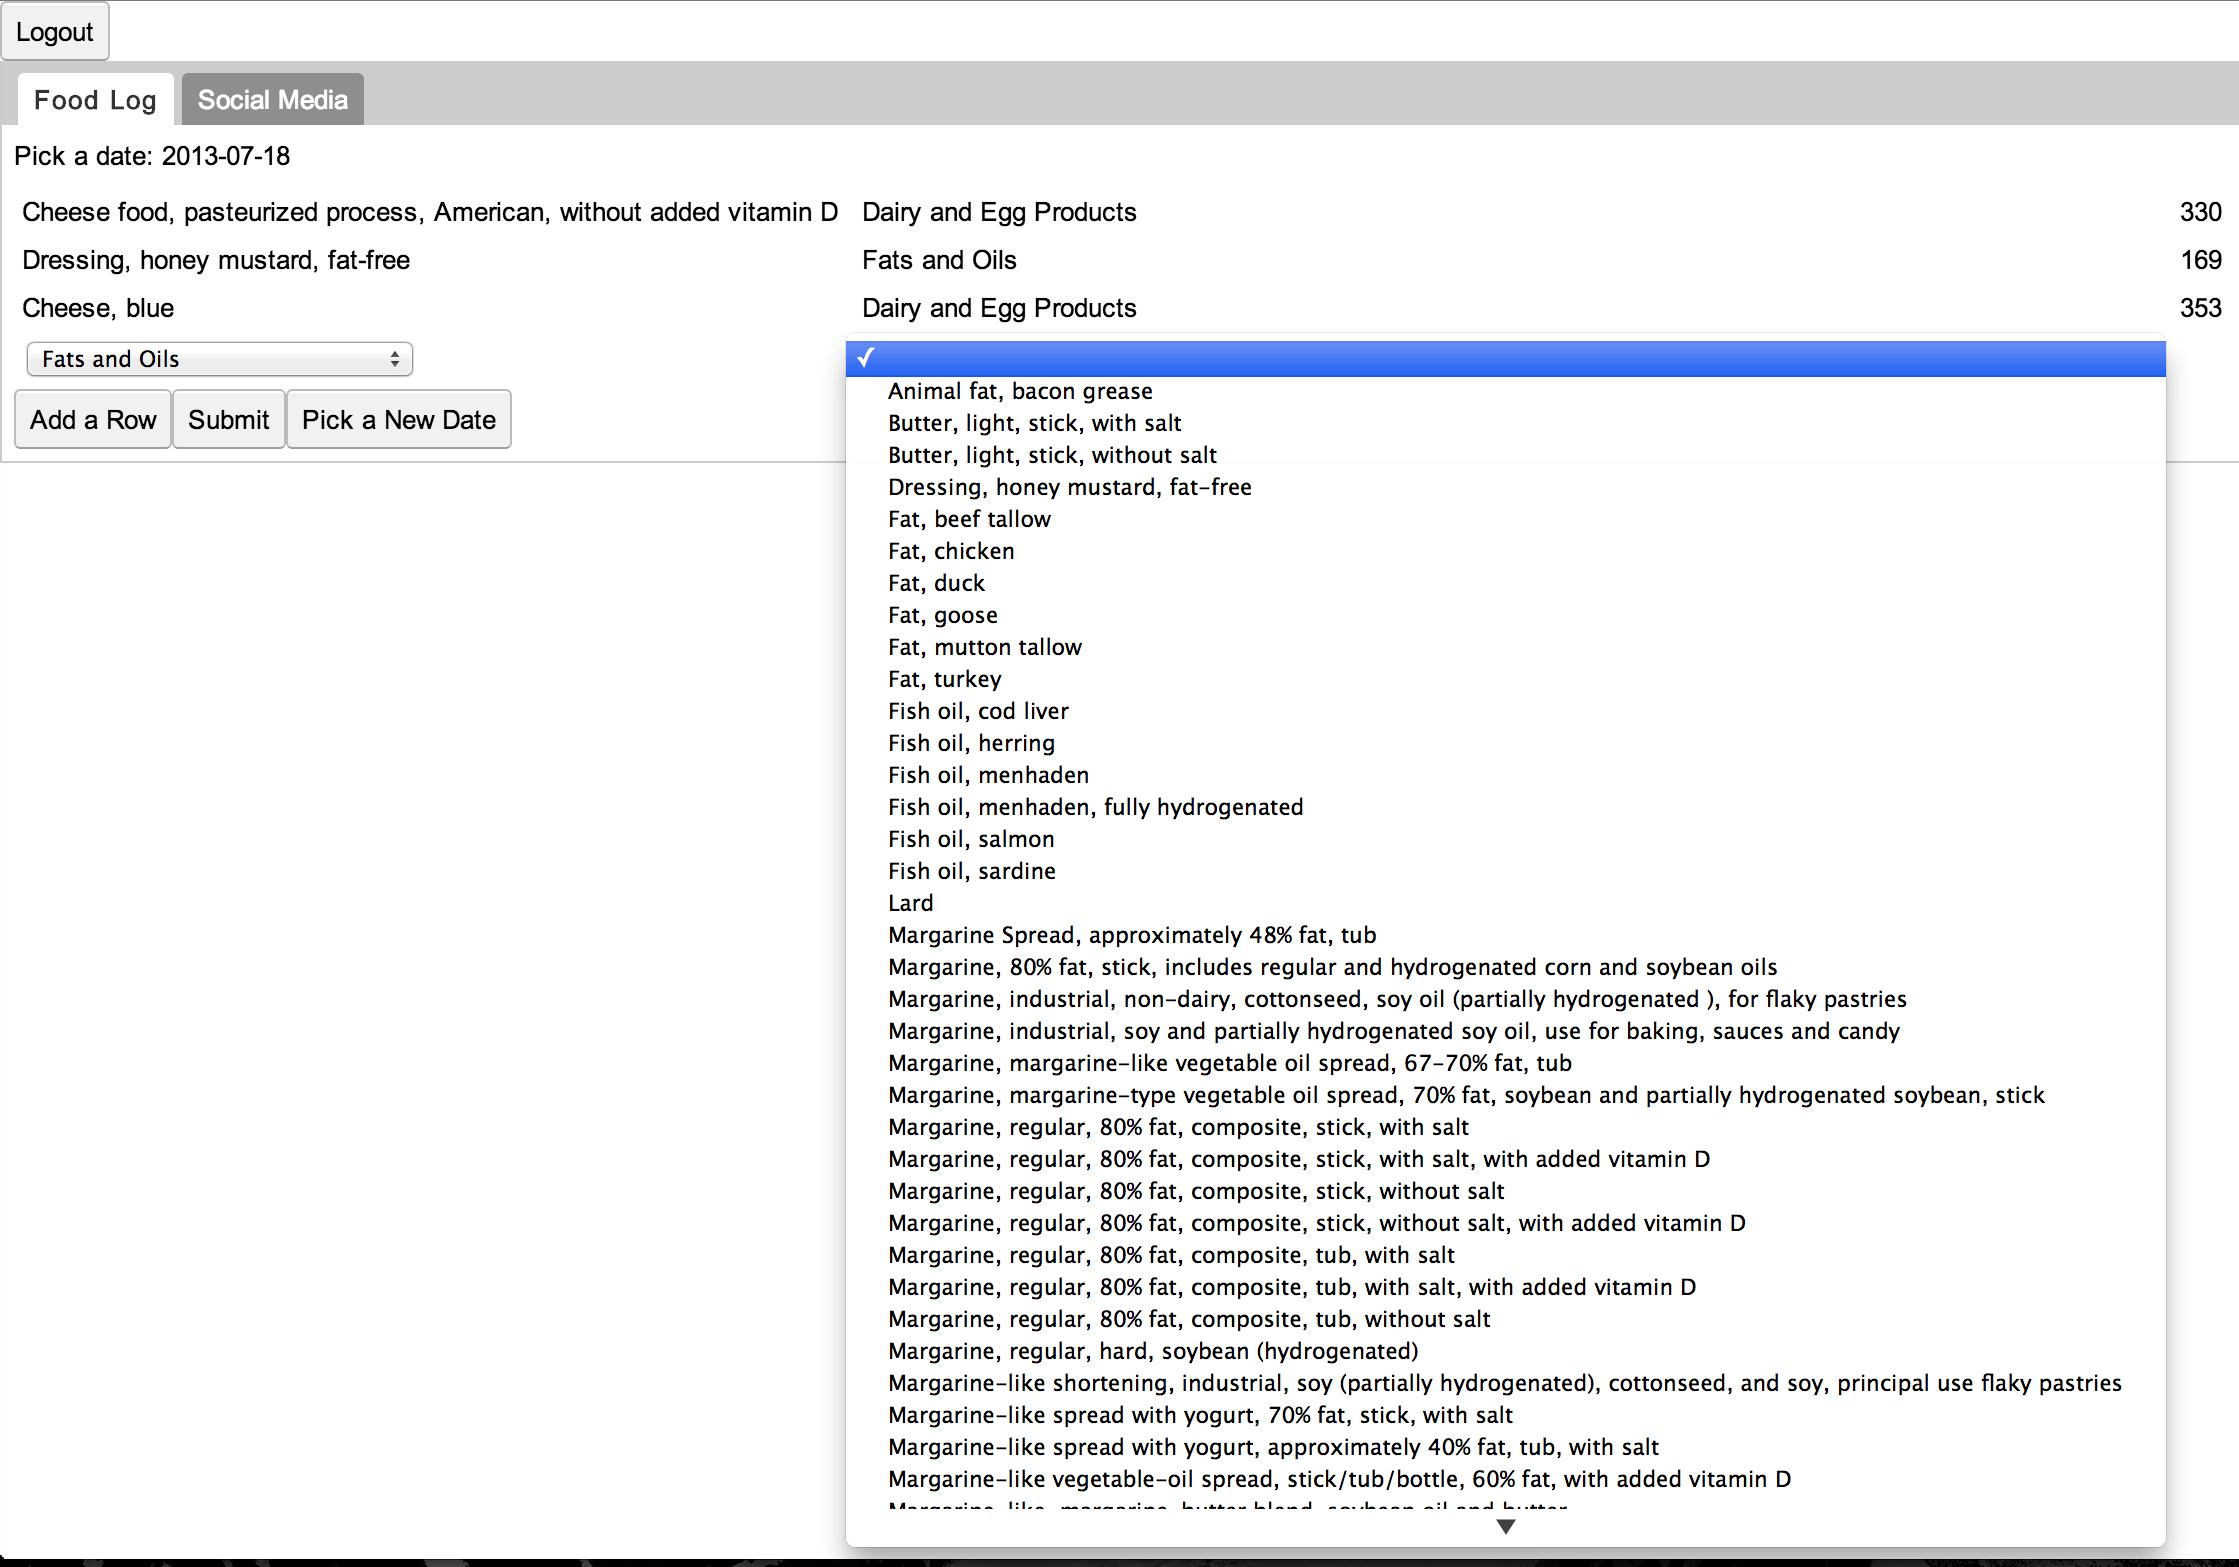 Logout
Food Log Social Media
Pick a date: 2013-07-18
Cheese food, pasteurized process, American, without added vitamin D Dairy and Egg Products 330
Dressing, honey mustard, fat-free Fats and Oils 169
Cheese, blue Dairy and Egg Products 353
Fats and Oils
Add a Row Submit Pick a New Date
Animal fat, bacon grease
Butter, light, stick, with salt
Butter, light, stick, without salt
Dressing, honey mustard, fat-free
Fat, beef tallow
Fat, chicken
Fat, duck
Fat, goose
Fat, mutton tallow
Fat, turkey
Fish oil, cod liver
Fish oil, herring
Fish oil, menhaden
Fish oil, menhaden, fully hydrogenated
Fish oil, salmon
Fish oil, sardine
Lard
Margarine Spread, approximately 48% fat, tub
Margarine, 80% fat, stick, includes regular and hydrogenated corn and soybean oils
Margarine, industrial, non-dairy, cottonseed, soy oil (partially hydrogenated ), for flaky pastries
Margarine, industrial, soy and partially hydrogenated soy oil, use for baking, sauces and candy
Margarine, margarine-like vegetable oil spread, 67-70% fat, tub
Margarine, margarine-type vegetable oil spread, 70% fat, soybean and partially hydrogenated soybean, stick
Margarine, regular, 80% fat, composite, stick, with salt
Margarine, regular, 80% fat, composite, stick, with salt, with added vitamin D
Margarine, regular, 80% fat, composite, stick, without salt
Margarine, regular, 80% fat, composite, stick, without salt, with added vitamin D
Margarine, regular, 80% fat, composite, tub, with salt
Margarine, regular, 80% fat, composite, tub, with salt, with added vitamin D
Margarine, regular, 80% fat, composite, tub, without salt
Margarine, regular, hard, soybean (hydrogenated)
Margarine-like shortening, industrial, soy (partially hydrogenated), cottonseed, and soy, principal use flaky pastries
Margarine-like spread with yogurt, 70% fat, stick, with salt
Margarine-like spread with yogurt, approximately 40% fat, tub, with salt
Margarine-like vegetable-oil spread, stick/tub/bottle, 60% fat, with added vitamin D